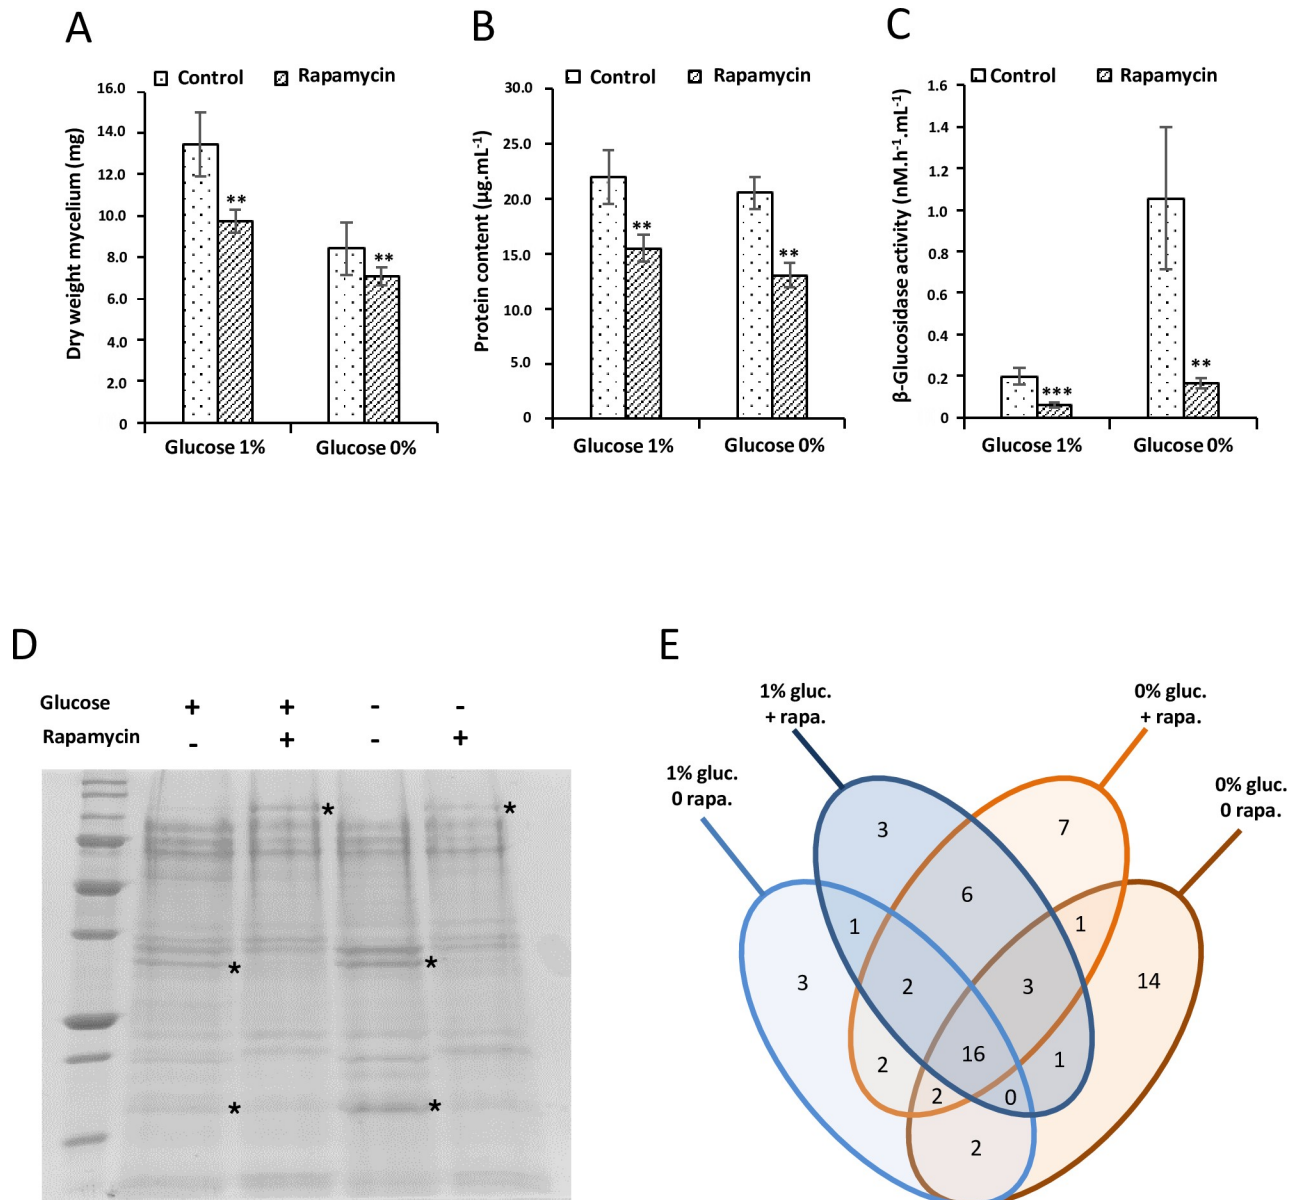 A
B
C
Control Rapamycin
Control Rapamycin
Control Rapamycin
Dry weight mycelium (mg)
16.0
14.0
12.0
10.0
8.0
6.0
4.0
2.0
0
**
**
Glucose 1% Glucose 0%
Protein content (µg.mL-1)
30.0
25.0
20.0
15.0
10.0
5.0
0
**
**
Glucose 1% Glucose 0%
β-Glucosidase activity (nM.h-1.mL-1)
1.6
1.4
1.2
1.0
0.8
0.6
0.4
0.2
0
***
**
Glucose 1% Glucose 0%
D
Glucose + + - -
Rapamycin - + - +
* *
* *
* *
E
1% gluc.
+ rapa.
0% gluc.
+ rapa.
1% gluc.
0 rapa.
0% gluc.
0 rapa.
3 7
6
1 1
3 2 3 14
2 16 1
2 0
2